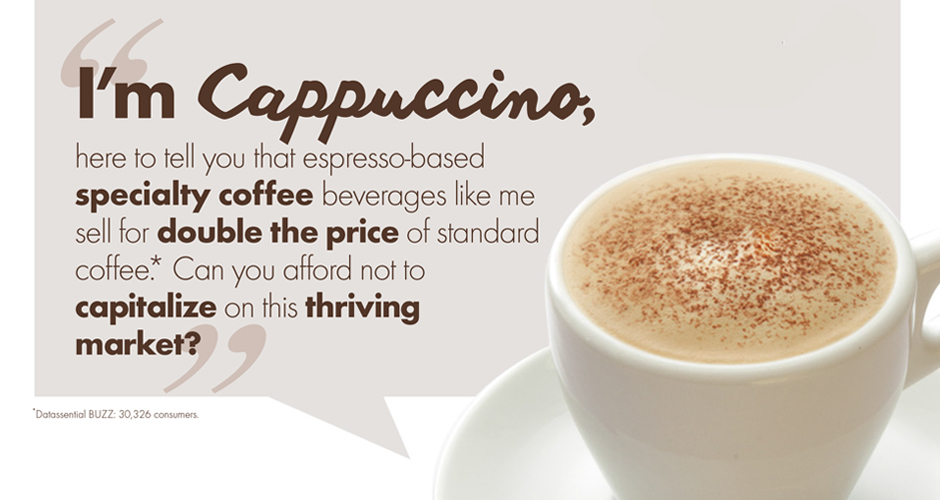 “
I'm Cappuccino,
here to tell you that espresso-based
specialty coffee beverages like me
sell for double the price of standard
coffee.* Can you afford not to
capitalize on this thriving
market?
”
*Datassential BUZZ: 30,326 consumers.